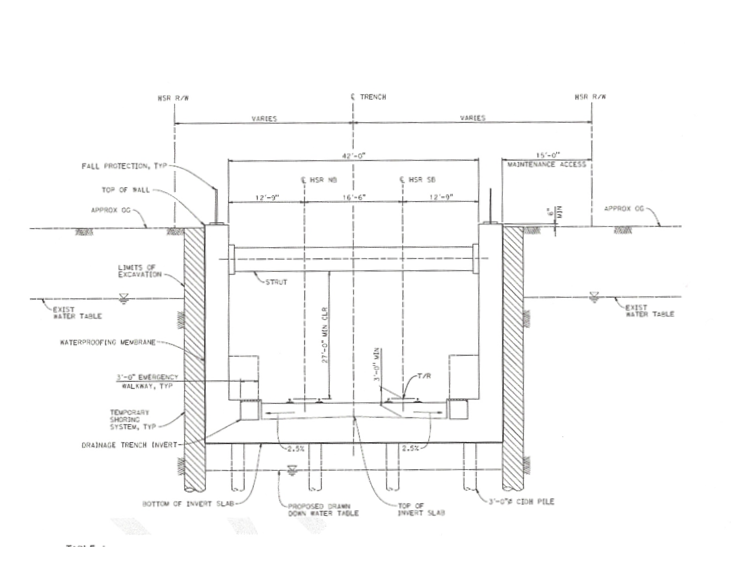 HSR R/W
℄ TRENCH
HSR R/W
VARIES
VARIES
42'-0"
15'-0"
MAINTENANCE ACCESS
FALL PROTECTION, TYP
℄ HSR NB
℄ HSR SB
TOP OF WALL
12'-9"
16'-6"
12'-9"
6"
MIN
APPROX OG
APPROX OG
LIMITS OF
EXCAVATION
STRUT
EXIST
WATER TABLE
EXIST
WATER TABLE
27'-0" MIN CLR
WATERPROOFING MEMBRANE
3'-0" MIN
T/R
3'-0" EMERGENCY
WALKWAY, TYP
TEMPORARY
SHORING
SYSTEM, TYP
DRAINAGE TRENCH INVERT
2.5%
2.5%
BOTTOM OF INVERT SLAB
PROPOSED DRAWN
DOWN WATER TABLE
TOP OF
INVERT SLAB
3'-0"Ø CIDH PILE